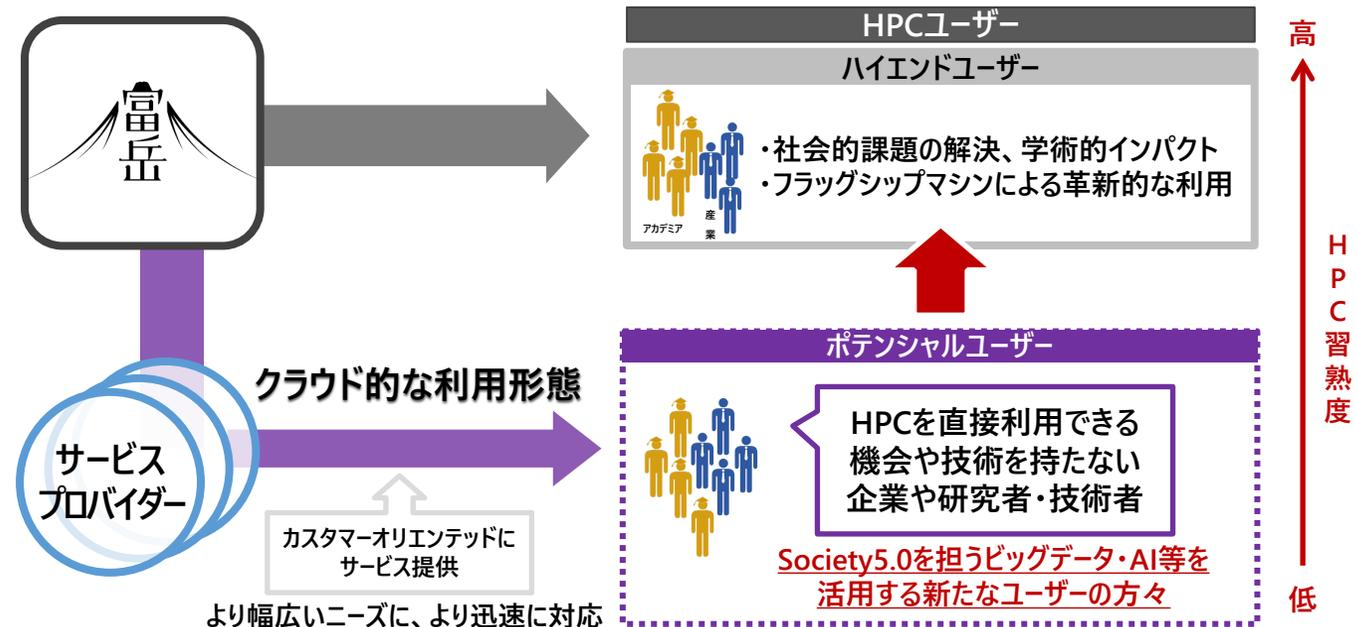 富岳
HPCユーザー
ハイエンドユーザー
・社会的課題の解決、学術的インパクト
・フラッグシップマシンによる革新的な利用
アカデミア
産業
高
HPC習熟度
低
ポテンシャルユーザー
HPCを直接利用できる
機会や技術を持たない
企業や研究者・技術者
Society5.0を担うビッグデータ・AI等を
活用する新たなユーザーの方々
クラウド的な利用形態
サービス
プロバイダー
カスタマーオリエンテッドに
サービス提供
より幅広いニーズに、より迅速に対応